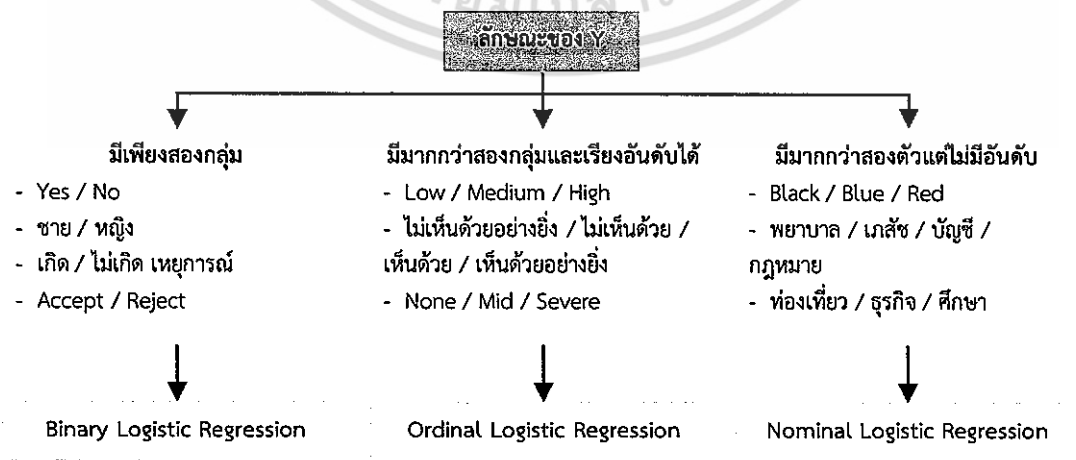 ลักษณะของ Y
มีเพียงสองกลุ่ม
- Yes / No
- ชาย / หญิง
- เกิด / ไม่เกิด เหตุการณ์
- Accept / Reject
Binary Logistic Regression
มีมากกว่าสองกลุ่มและเรียงอันดับได้
- Low / Medium / High
- ไม่เห็นด้วยอย่างยิ่ง / ไม่เห็นด้วย /
เห็นด้วย / เห็นด้วยอย่างยิ่ง
- None / Mid / Severe
Ordinal Logistic Regression
มีมากกว่าสองตัวแต่ไม่มีอันดับ
- Black / Blue / Red
- พยาบาล / เภสัช / บัญชี /
กฎหมาย
- ท่องเที่ยว / ธุรกิจ / ศึกษา
Nominal Logistic Regression